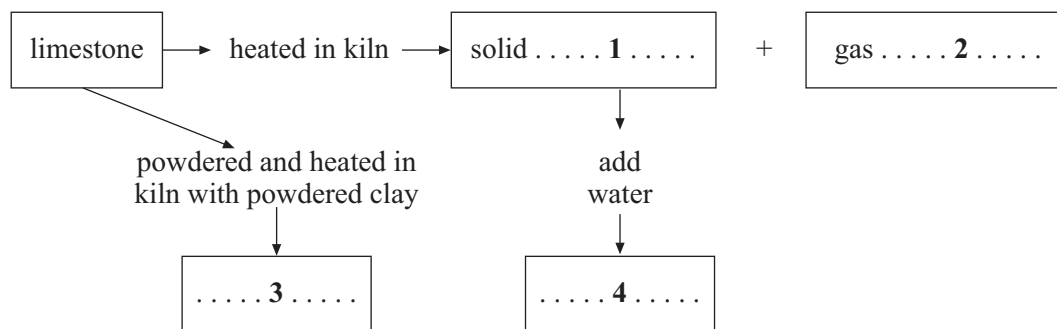 limestone
heated in kiln
solid . . . . . 1 . . . . .
+
gas . . . . . 2 . . . . .
powdered and heated in
kiln with powdered clay
add
water
. . . . . 3 . . . . .
. . . . . 4 . . . . .